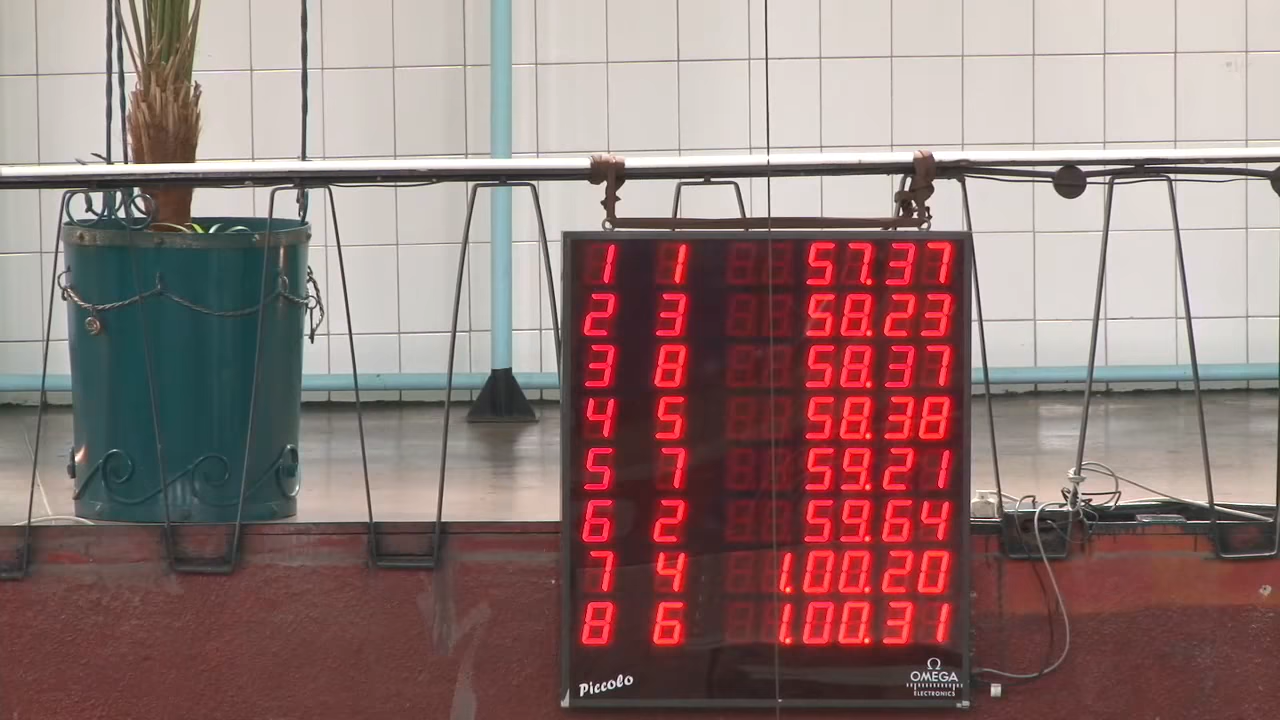 1 1 57.37
2 3 58.23
3 8 58.37
4 5 58.38
5 7 59.21
6 2 59.64
7 4 1.00.20
8 6 1.00.31
Piccolo
Ω
OMEGA
ELECTRONICS